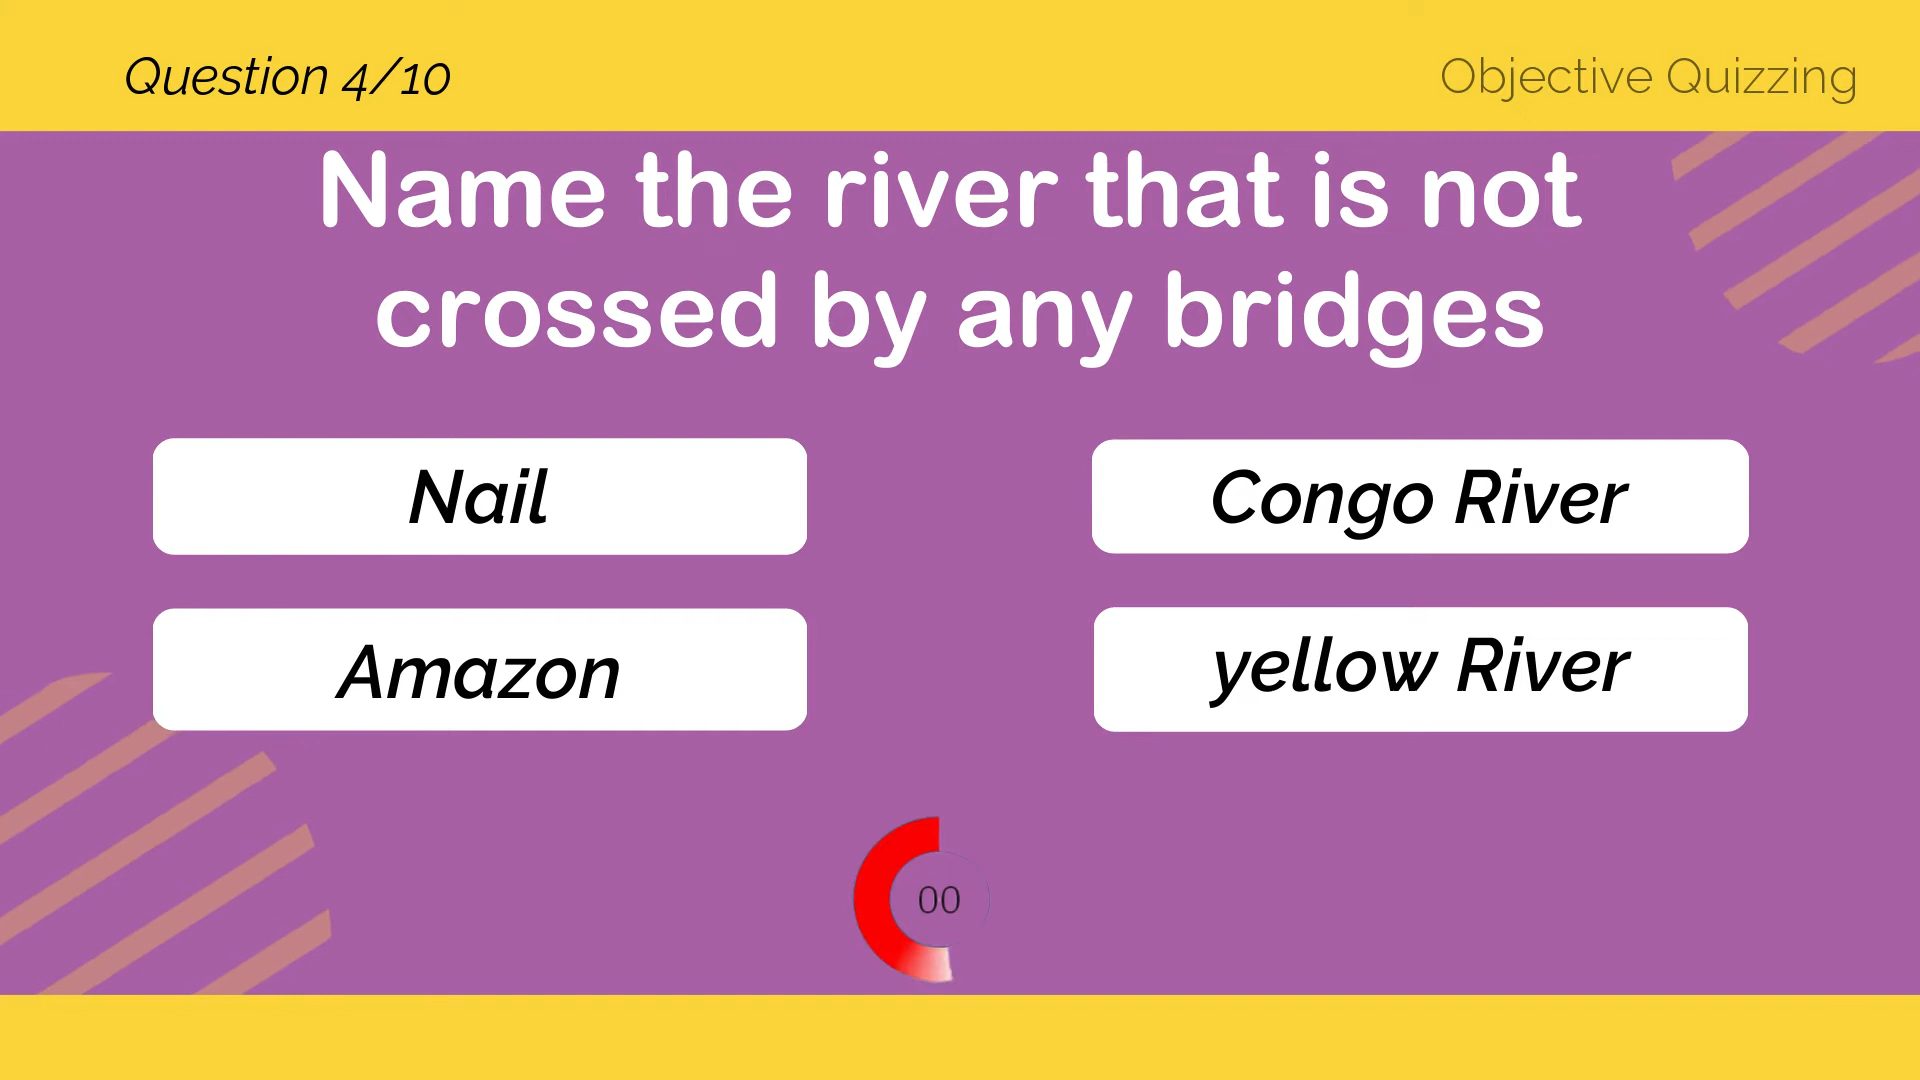 Question 4/10
Objective Quizzing
Name the river that is not
crossed by any bridges
Nail
Congo River
Amazon
yellow River
00